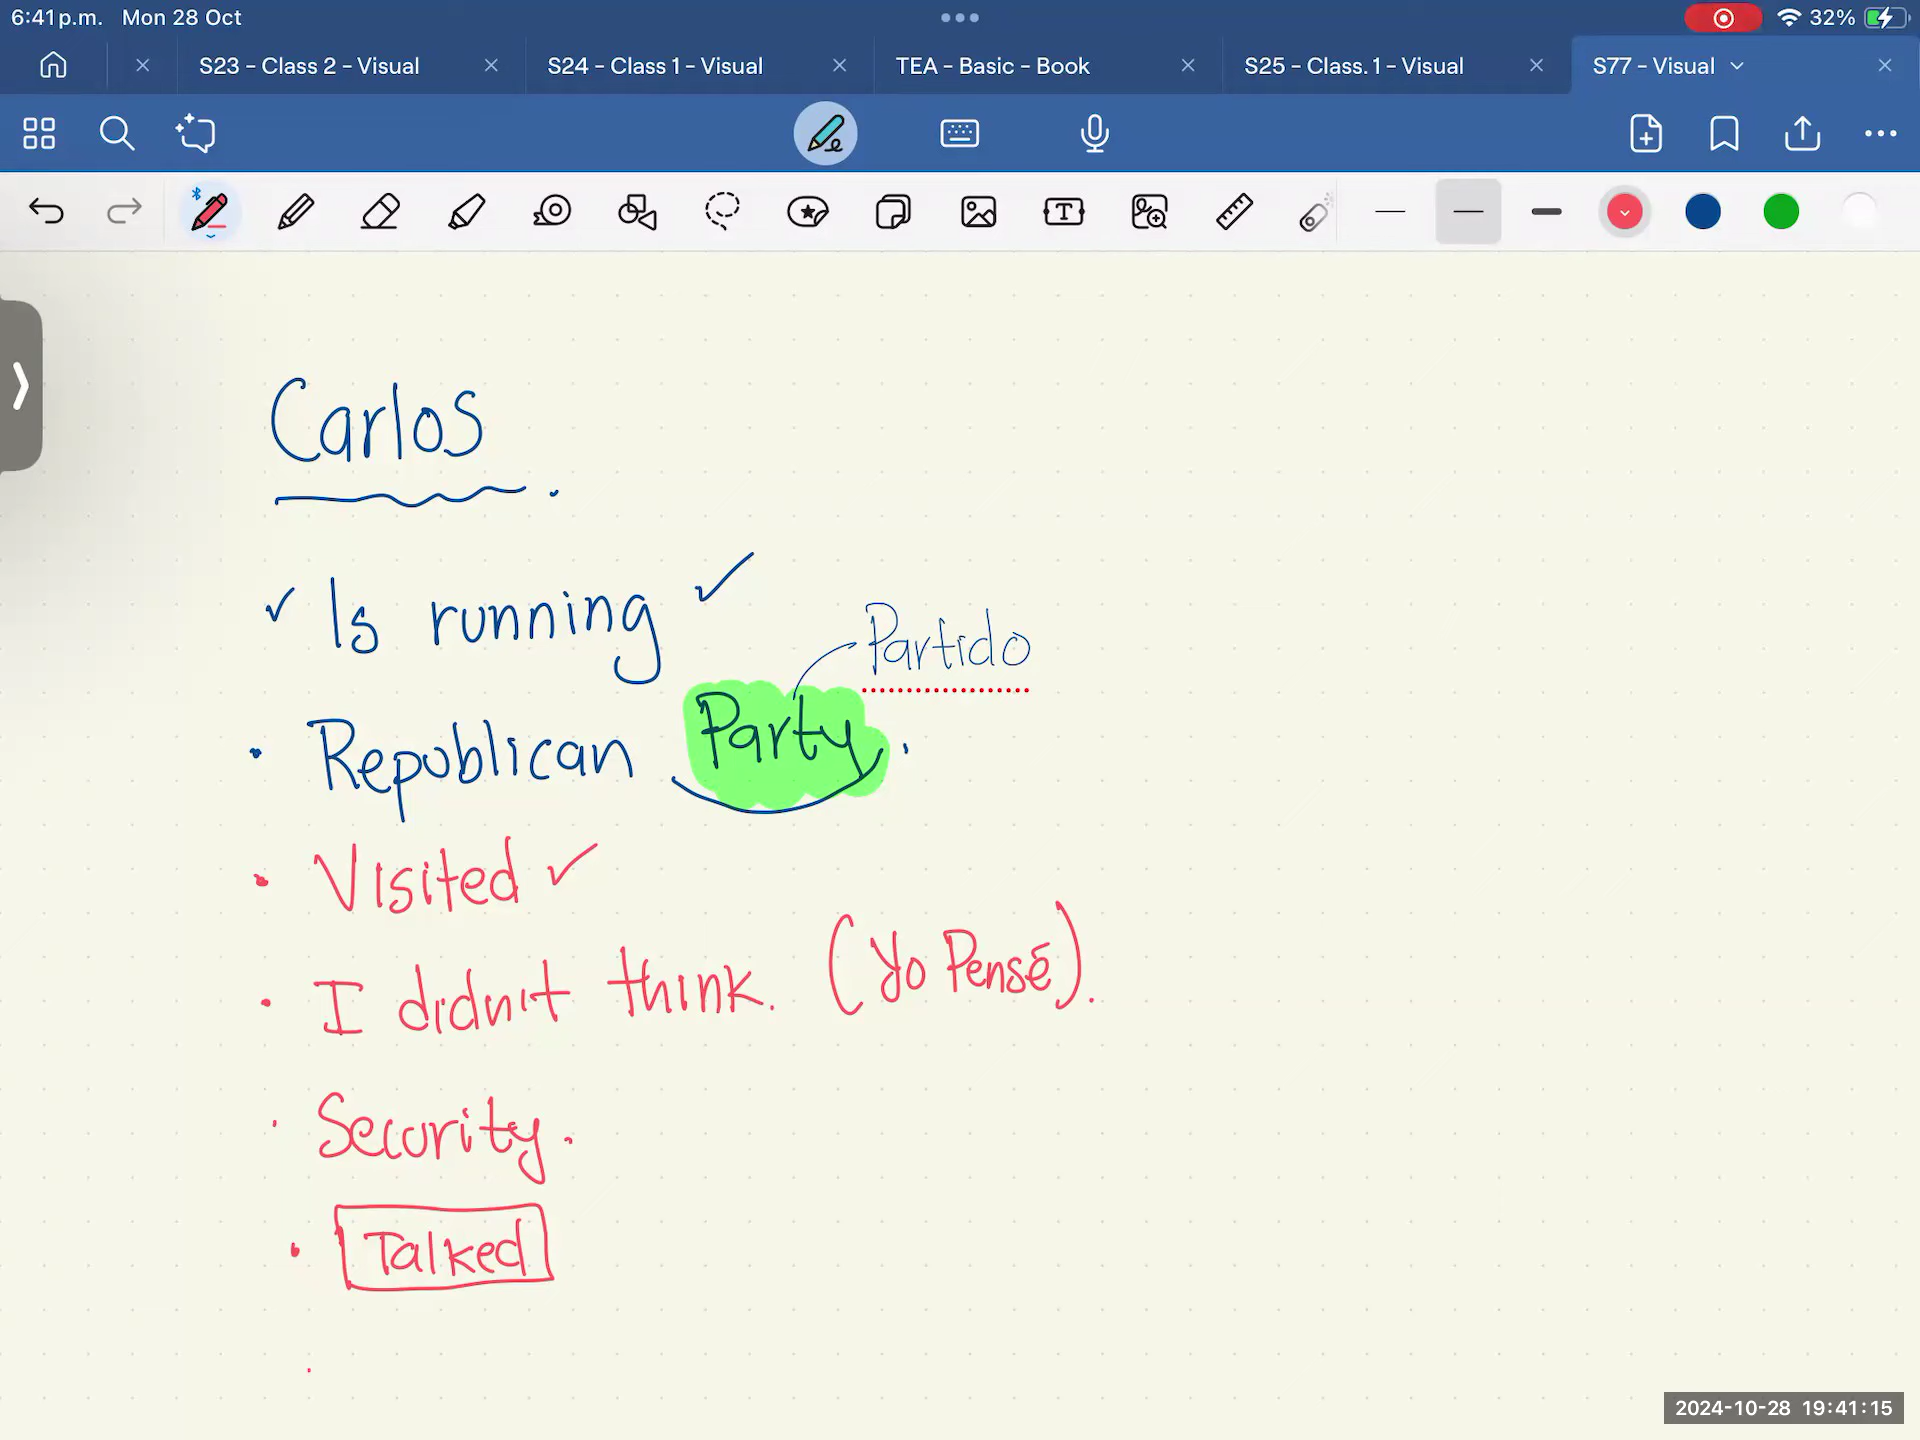 6:41 p.m. Mon 28 Oct
32%
S23 - Class 2 - Visual
S24 - Class 1 - Visual
TEA - Basic - Book
S25 - Class.1 - Visual
S77 - Visual
Carlos
Is running
Partido
Republican Party.
Visited
I didn't think. (Yo Pensé).
Security.
Talked
2024-10-28 19:41:15